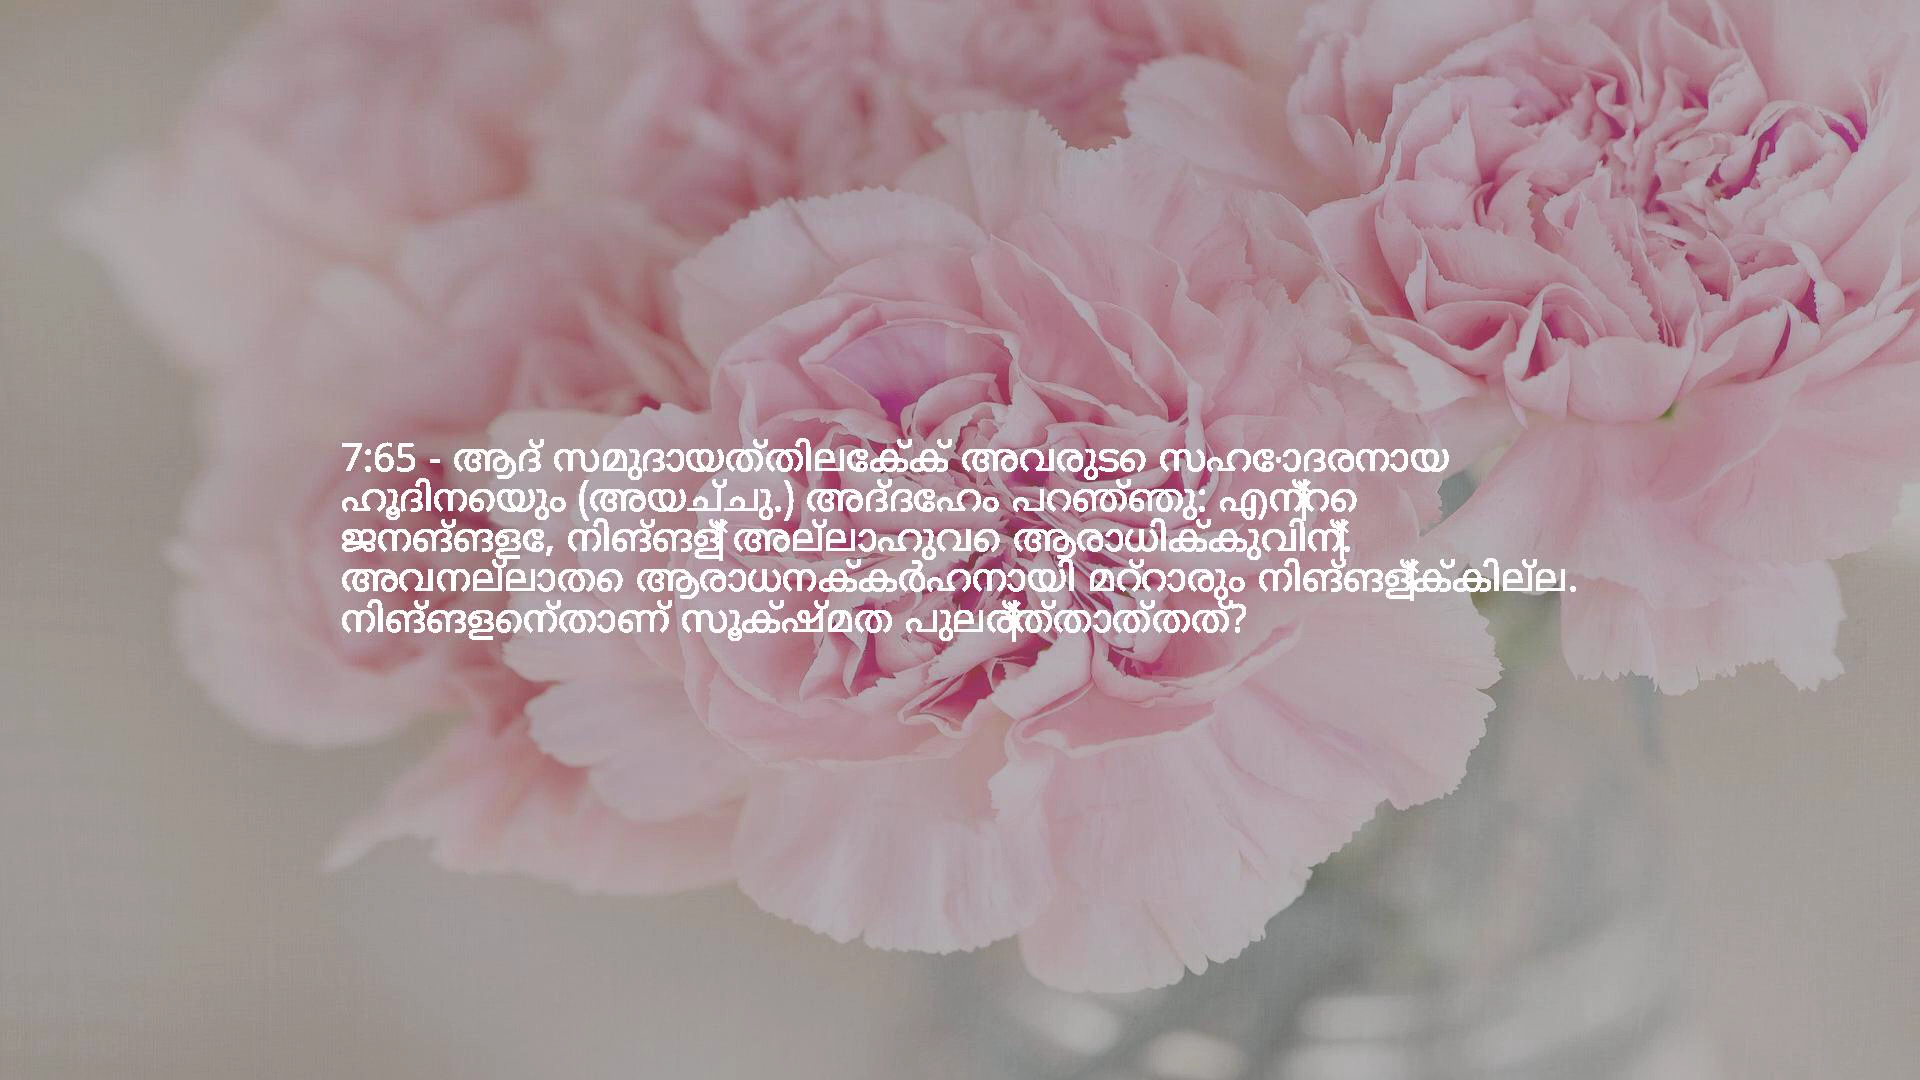 7:65 - ആദ് സമുദായത്തിലേക്ക് അവരുടെ സഹോദരനായ
ഹൂദിനെയും (അയച്ചു.) അദ്ദേഹം പറഞ്ഞു: എന്‍റെ
ജനങ്ങളേ, നിങ്ങള്‍ അല്ലാഹുവെ ആരാധിക്കുവിന്‍.
അവനല്ലാതെ ആരാധനക്കര്‍ഹനായി മറ്റാരും നിങ്ങള്‍ക്കില്ല.
നിങ്ങളെന്താണ് സൂക്ഷ്മത പുലര്‍ത്താത്തത്?